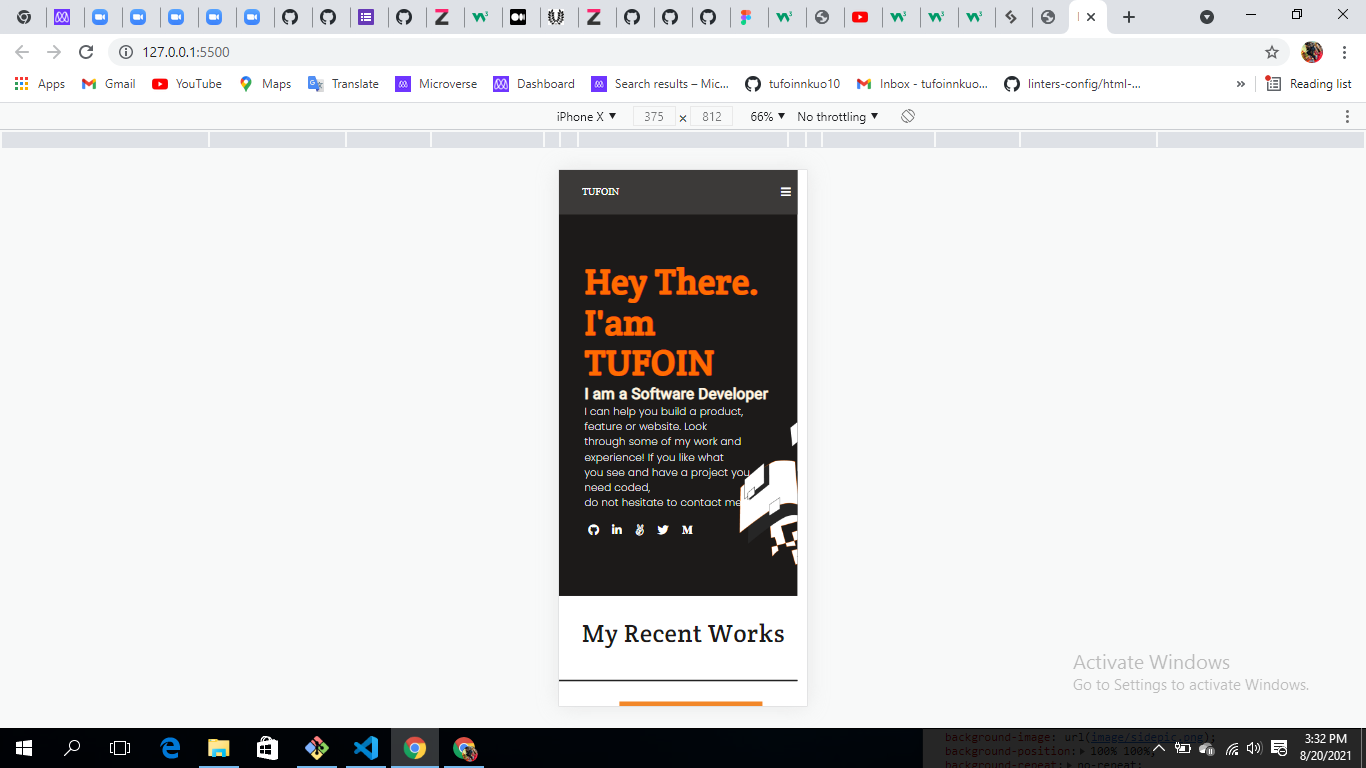 127.0.0.1:5500
Apps
Gmail
YouTube
Maps
Translate
Microverse
Dashboard
Search results – Mic...
tufoinnkuo10
Inbox - tufoinnkuo...
linters-config/html-...
»
Reading list
iPhone X ▼
375 × 812
66% ▼
No throttling ▼
TUFOIN
Hey There.
I'am
TUFOIN
I am a Software Developer
I can help you build a product,
feature or website. Look
through some of my work and
experience! If you like what
you see and have a project you
need coded,
do not hesitate to contact me
My Recent Works
Activate Windows
Go to Settings to activate Windows.
background-image: url(image/sidepic.png);
background-position: 100% 100%;
background-repeat: no-repeat;
3:32 PM
8/20/2021